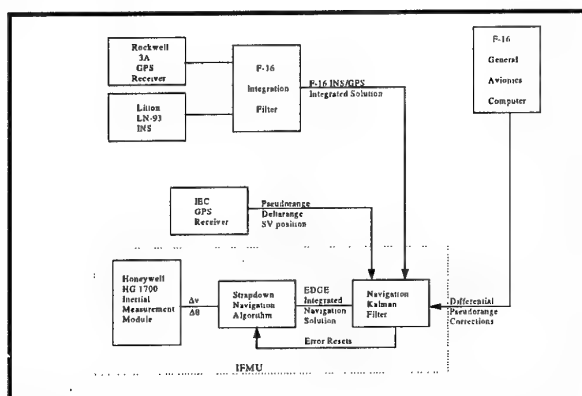 Rockwell
3A
GPS
Receiver
Litton
LN-93
INS
F-16
Integration
Filter
F-16 INS/GPS
Integrated Solution
F-16
General
Avionics
Computer
IEC
GPS
Receiver
Pseudorange
Deltarange
SV position
Honeywell
HG 1700
Inertial
Measurement
Module
Δv
Δθ
Strapdown
Navigation
Algorithm
EDGE
Integrated
Navigation
Solution
Navigation
Kalman
Filter
Differential
Pseudorange
Corrections
Error Resets
IFMU